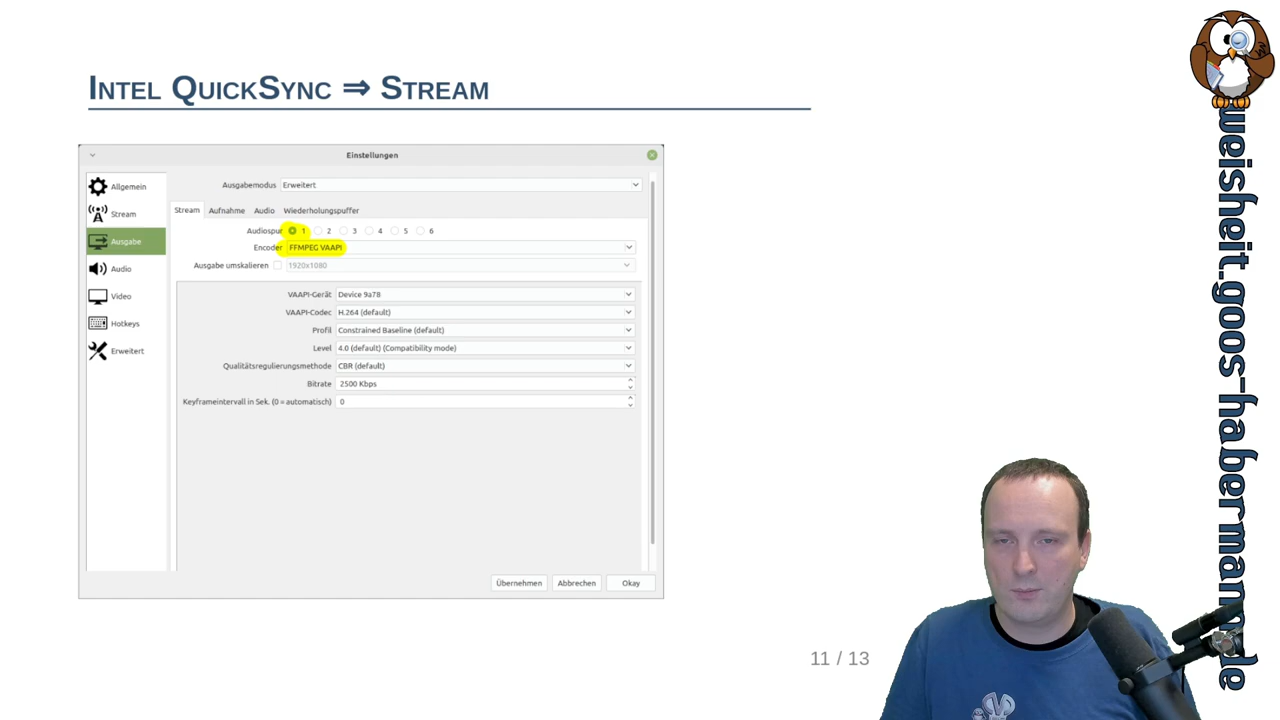 Intel QuickSync ⇒ Stream
Einstellungen
Allgemein
Stream
Ausgabe
Audio
Video
Hotkeys
Erweitert
Ausgabemodus Erweitert
Stream Aufnahme Audio Wiederholungspuffer
Audiospur 1 2 3 4 5 6
Encoder FFMPEG VAAPI
Ausgabe umskalieren 1920x1080
VAAPI-Gerät Device 9a78
VAAPI-Codec H.264 (default)
Profil Constrained Baseline (default)
Level 4.0 (default) (Compatibility mode)
Qualitätsregulierungsmethode CBR (default)
Bitrate 2500 Kbps
Keyframeintervall in Sek. (0 = automatisch) 0
Übernehmen Abbrechen Okay
11 / 13
weisheit.goos-habermann.de